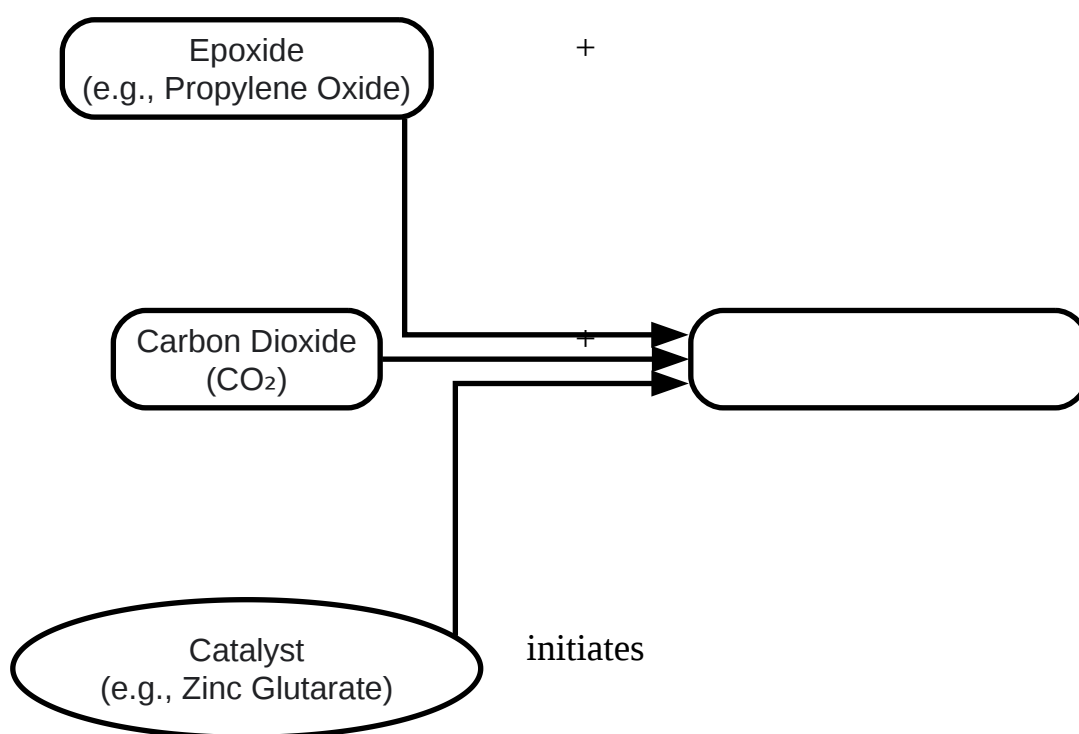 Epoxide
(e.g., Propylene Oxide)
+
Carbon Dioxide
(CO₂)
+
Catalyst
(e.g., Zinc Glutarate)
initiates